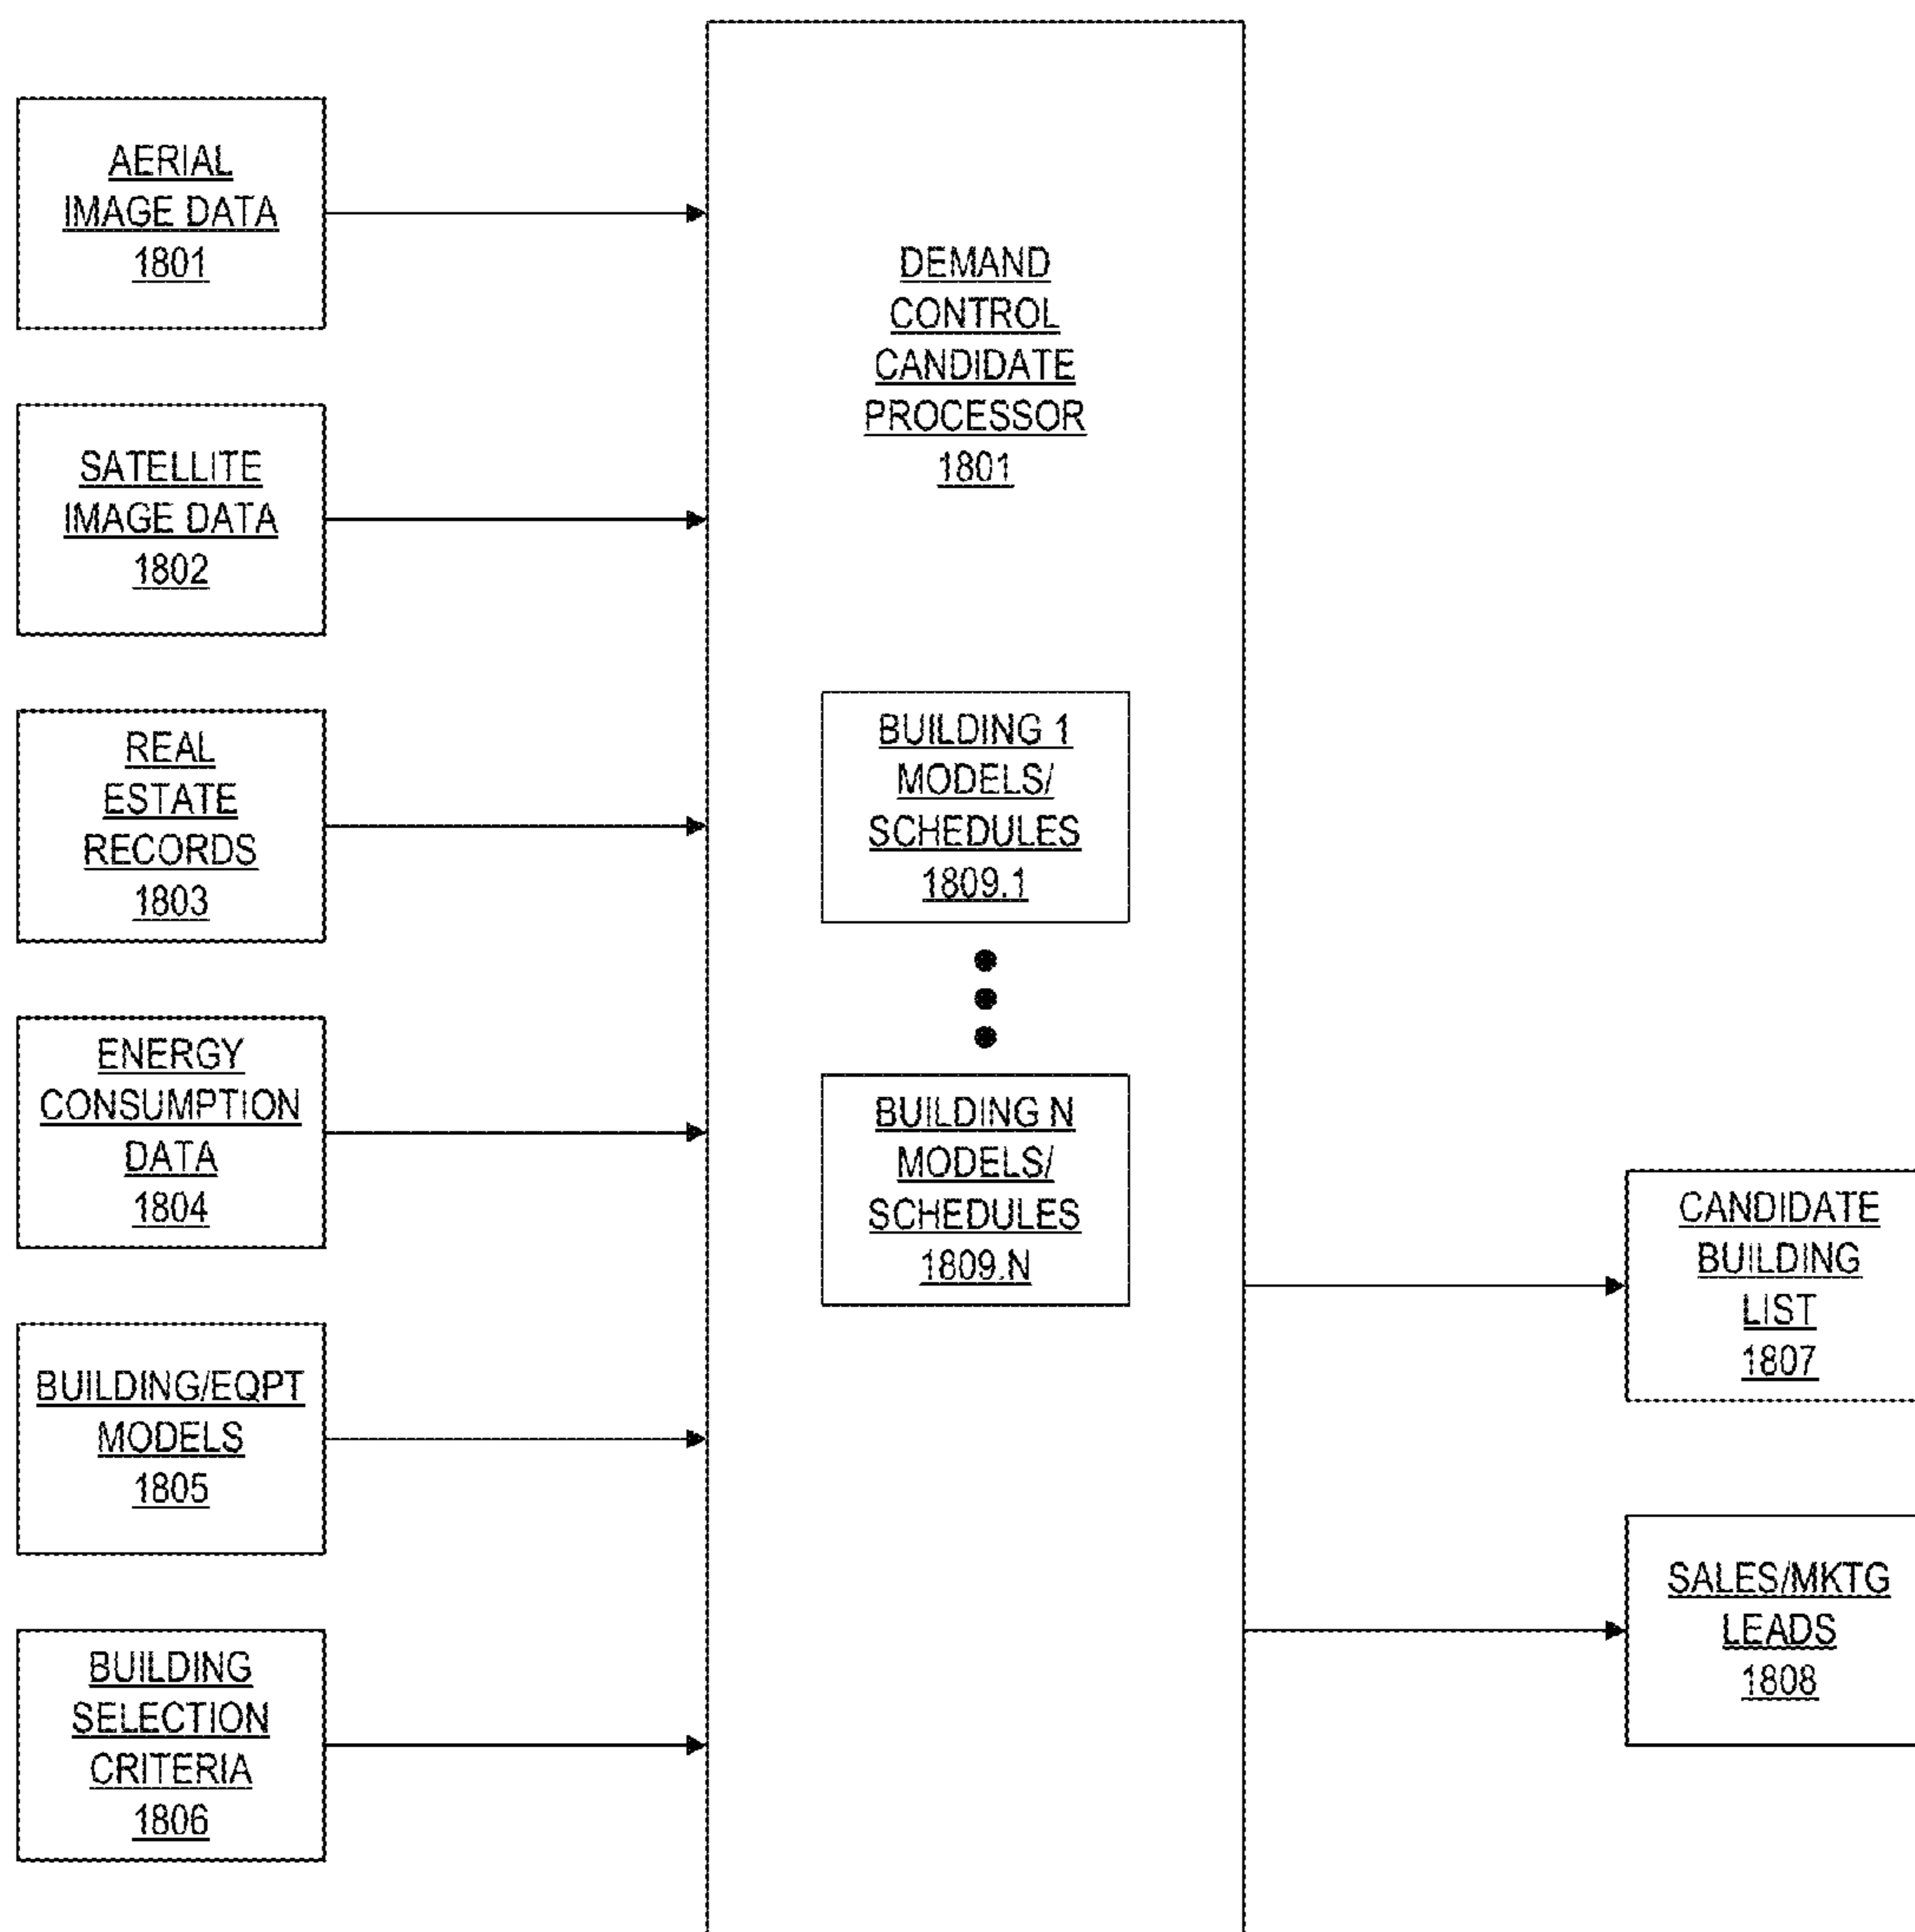 AERIAL
IMAGE DATA
1801
SATELLITE
IMAGE DATA
1802
REAL
ESTATE
RECORDS
1803
ENERGY
CONSUMPTION
DATA
1804
BUILDING/EQPT
MODELS
1805
BUILDING
SELECTION
CRITERIA
1806
DEMAND
CONTROL
CANDIDATE
PROCESSOR
1801
BUILDING 1
MODELS/
SCHEDULES
1809.1
BUILDING N
MODELS/
SCHEDULES
1809.N
CANDIDATE
BUILDING
LIST
1807
SALES/MKTG
LEADS
1808